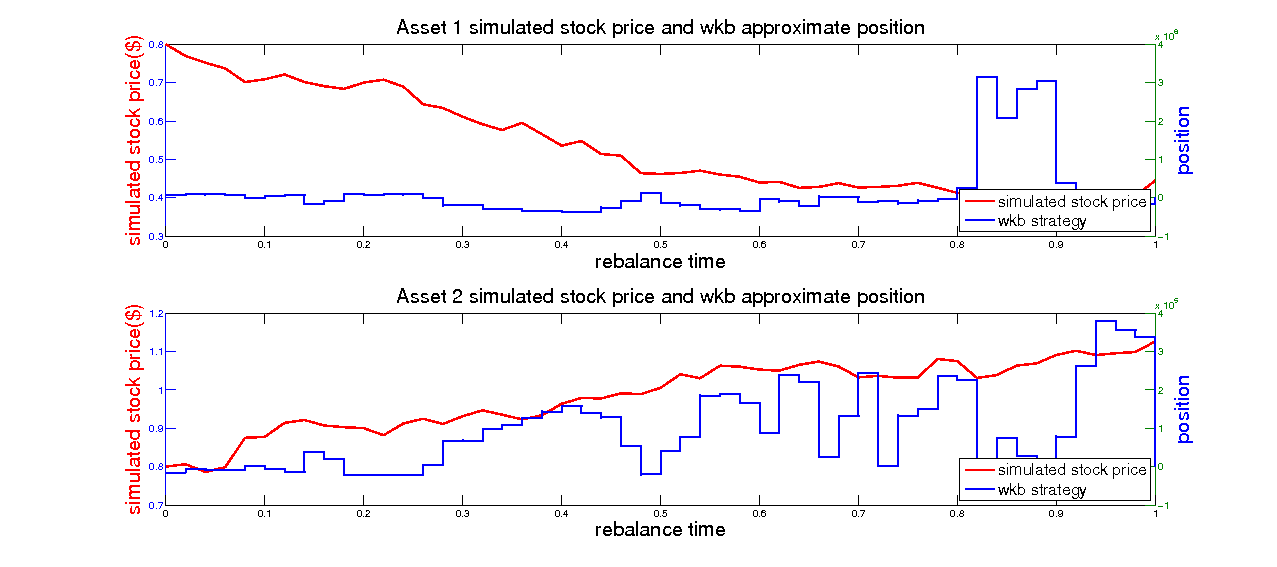 Asset 1 simulated stock price and wkb approximate position
simulated stock price($)
0.8
0.7
0.6
0.5
0.4
0.3
x 10^6
4
3
2
1
0
-1
position
simulated stock price
wkb strategy
0 0.1 0.2 0.3 0.4 0.5 0.6 0.7 0.8 0.9 1
rebalance time
Asset 2 simulated stock price and wkb approximate position
simulated stock price($)
1.2
1.1
1
0.9
0.8
0.7
x 10^5
4
3
2
1
0
-1
position
simulated stock price
wkb strategy
0 0.1 0.2 0.3 0.4 0.5 0.6 0.7 0.8 0.9 1
rebalance time